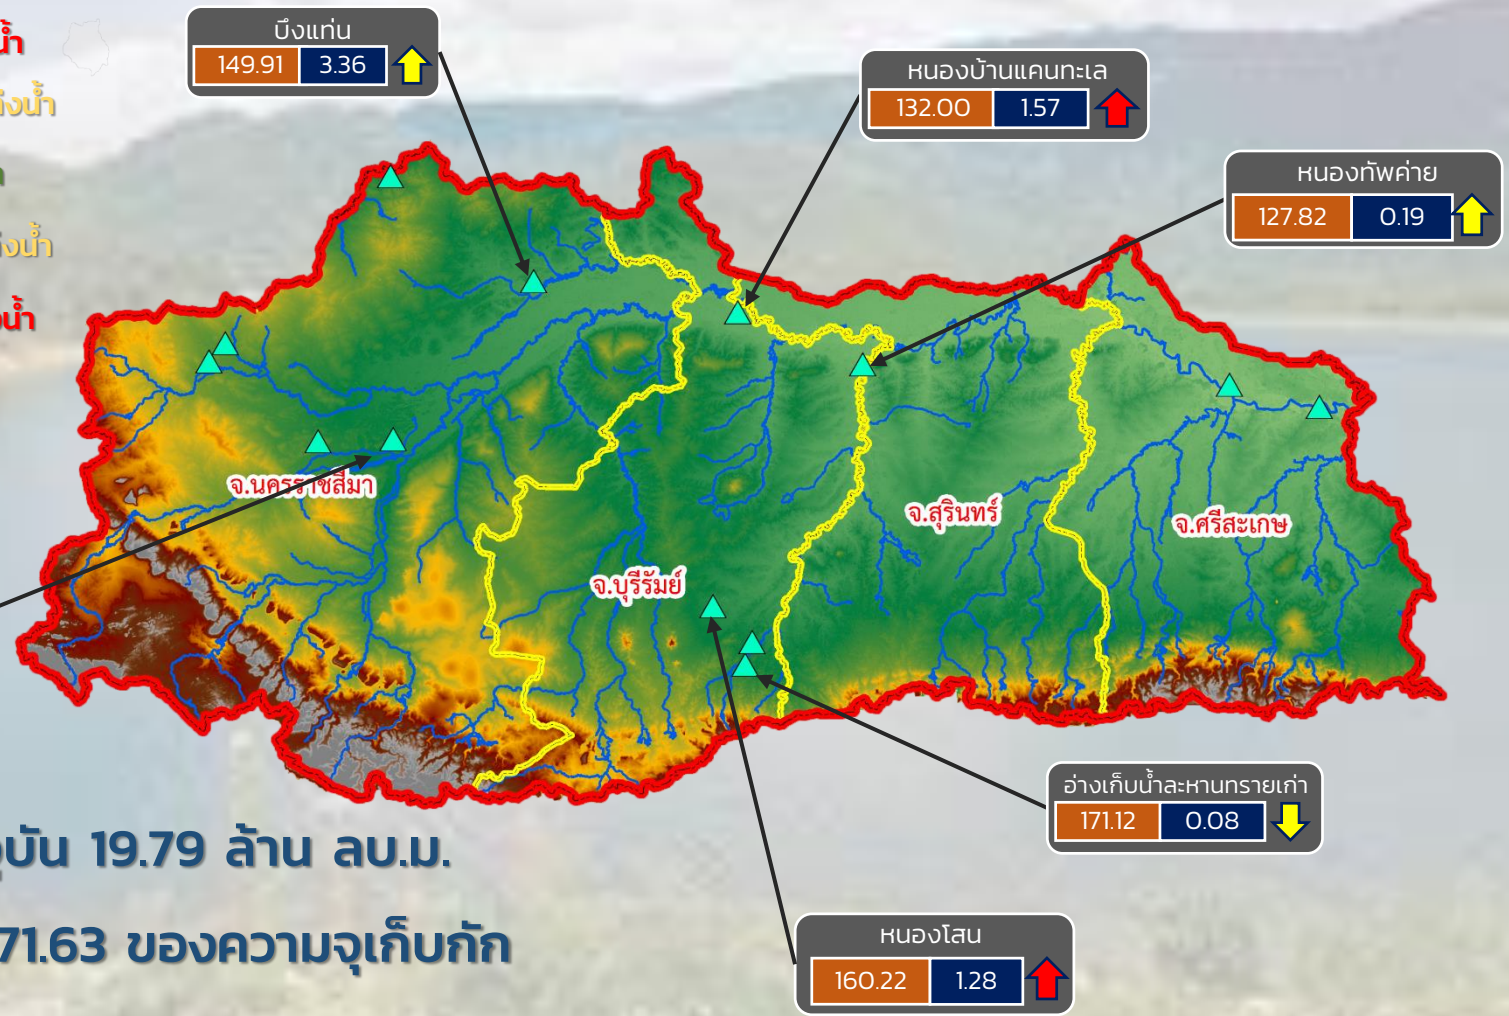 น้ำ
บึงแท่น
149.91 3.36
หนองบ้านแคนทะเล
132.00 1.57
หนองทัพค่าย
127.82 0.19
จ.นครราชสีมา
จ.สุรินทร์
จ.ศรีสะเกษ
จ.บุรีรัมย์
อ่างเก็บน้ำละหานทรายเก่า
171.12 0.08
19.79 ล้าน ลบ.ม.
71.63 ของความจุเก็บกัก
หนองโสน
160.22 1.28